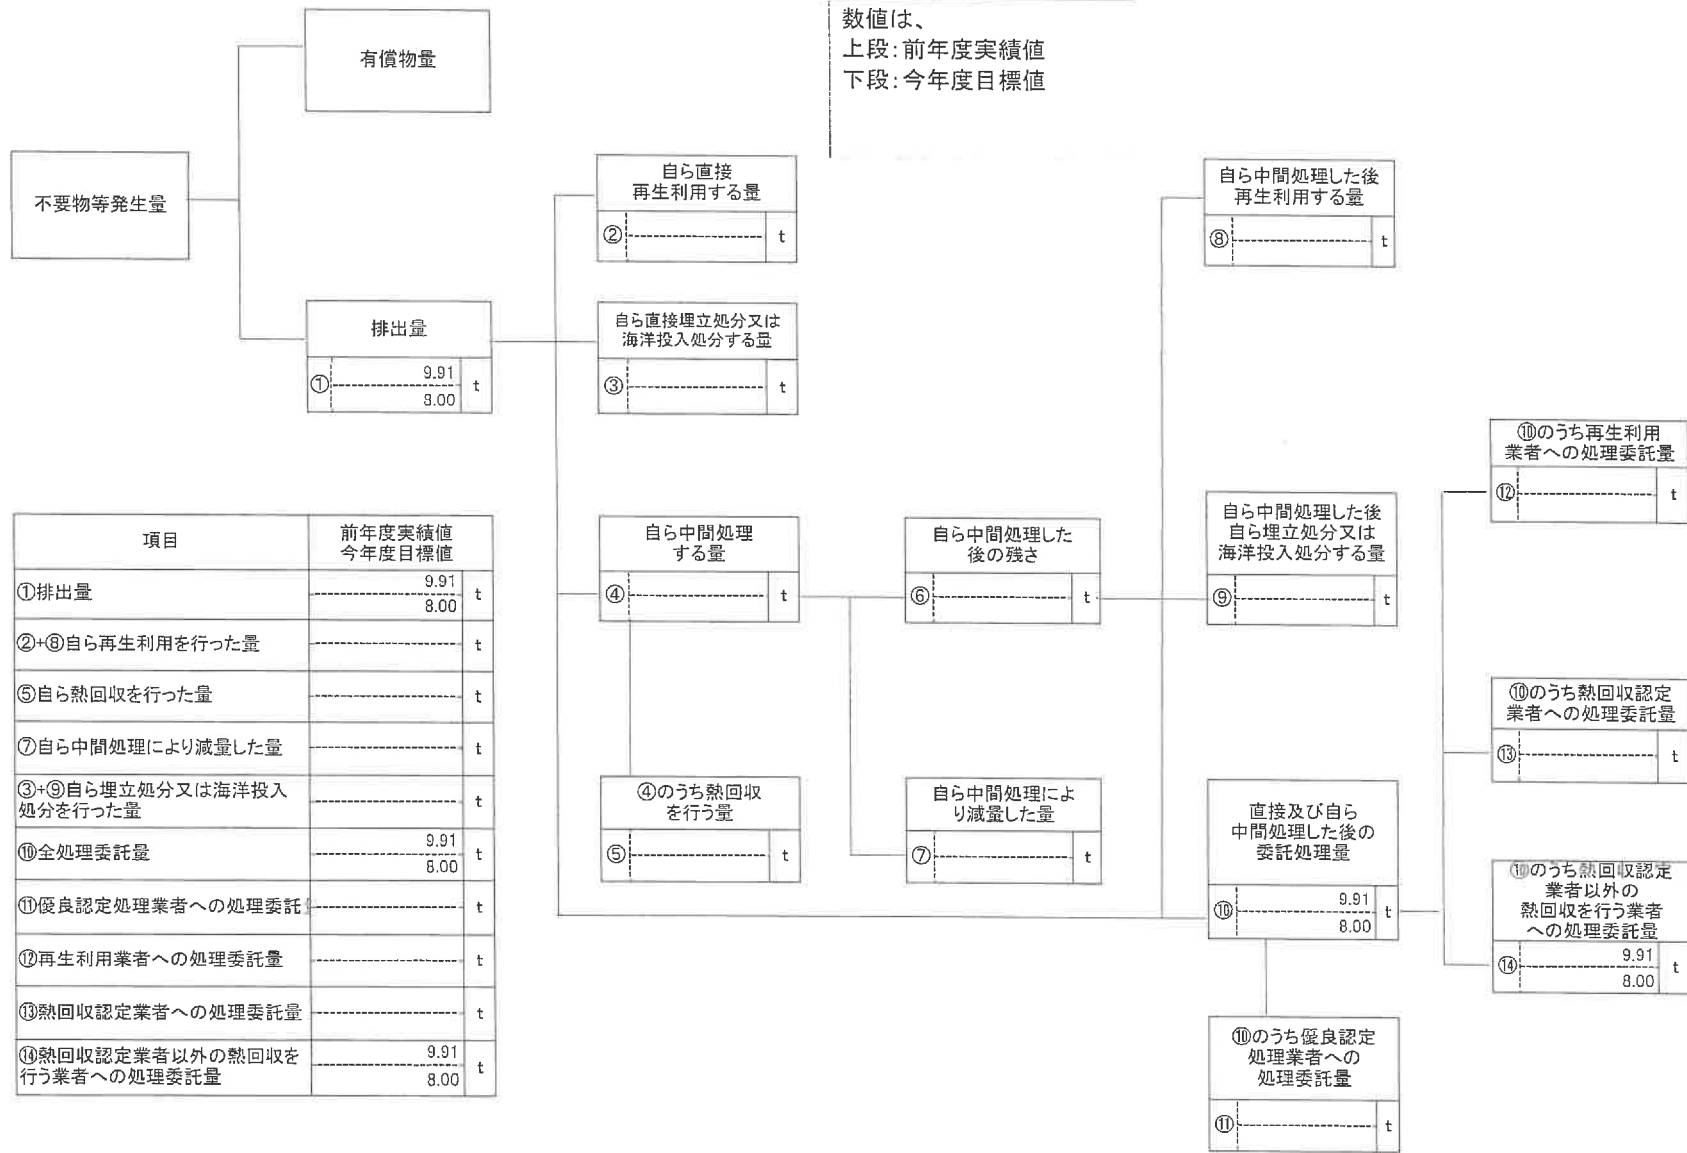 数値は、
上段:前年度実績値
下段:今年度目標値
有償物量
不要物等発生量
排出量
①
9.91
8.00
t
自ら直接
再生利用する量
②
t
自ら直接埋立処分又は
海洋投入処分する量
③
t
自ら中間処理
する量
④
t
④のうち熱回収
を行う量
⑤
t
自ら中間処理した
後の残さ
⑥
t
自ら中間処理によ
り減量した量
⑦
t
自ら中間処理した後
再生利用する量
⑧
t
自ら中間処理した後
自ら埋立処分又は
海洋投入処分する量
⑨
t
直接及び自ら
中間処理した後の
委託処理量
⑩
9.91
8.00
t
⑩のうち優良認定
処理業者への
処理委託量
⑪
t
⑩のうち再生利用
業者への処理委託量
⑫
t
⑩のうち熱回収認定
業者への処理委託量
⑬
t
⑩のうち熱回収認定
業者以外の
熱回収を行う業者
への処理委託量
⑭
9.91
8.00
t
項目
前年度実績値
今年度目標値
①排出量
9.91
8.00
t
②+⑧自ら再生利用を行った量
t
⑤自ら熱回収を行った量
t
⑦自ら中間処理により減量した量
t
③+⑨自ら埋立処分又は海洋投入
処分を行った量
t
⑩全処理委託量
9.91
8.00
t
⑪優良認定処理業者への処理委託
t
⑫再生利用業者への処理委託量
t
⑬熱回収認定業者への処理委託量
t
⑭熱回収認定業者以外の熱回収を
行う業者への処理委託量
9.91
8.00
t